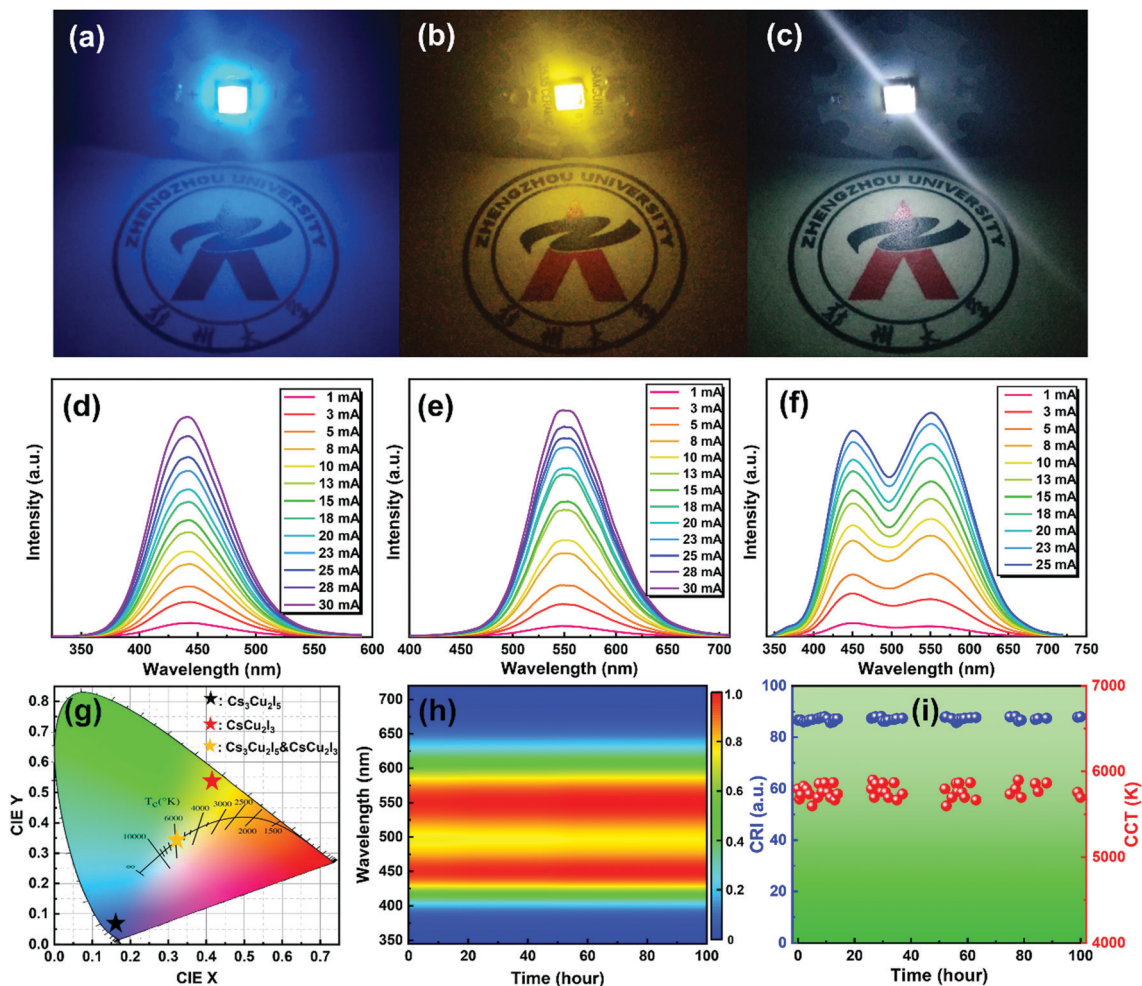 (a)
(b)
(c)
ZHENGZHOU UNIVERSITY
ZHENGZHOU UNIVERSITY
ZHENGZHOU UNIVERSITY
(d)
1 mA
3 mA
5 mA
8 mA
10 mA
13 mA
15 mA
18 mA
20 mA
23 mA
25 mA
28 mA
30 mA
Intensity (a.u.)
350 400 450 500 550 600
Wavelength (nm)
(e)
1 mA
3 mA
5 mA
8 mA
10 mA
13 mA
15 mA
18 mA
20 mA
23 mA
25 mA
28 mA
30 mA
Intensity (a.u.)
400 450 500 550 600 650 700
Wavelength (nm)
(f)
1 mA
3 mA
5 mA
8 mA
10 mA
13 mA
15 mA
18 mA
20 mA
23 mA
25 mA
Intensity (a.u.)
350 400 450 500 550 600 650 700 750
Wavelength (nm)
(g)
: Cs₃Cu₂I₅
: CsCu₂I₃
: Cs₃Cu₂I₅&CsCu₂I₃
T_C(°K)
∞ 10000 6000 4000 3000 2500 2000 1500
CIE Y
0.8
0.7
0.6
0.5
0.4
0.3
0.2
0.1
0.0
0.0 0.1 0.2 0.3 0.4 0.5 0.6 0.7
CIE X
(h)
Wavelength (nm)
700
650
600
550
500
450
400
350
0 20 40 60 80 100
Time (hour)
1.0
0.8
0.6
0.4
0.2
0
(i)
CRI (a.u.)
100
80
60
40
20
0
0 20 40 60 80 100
Time (hour)
7000
6000
5000
4000
CCT (K)